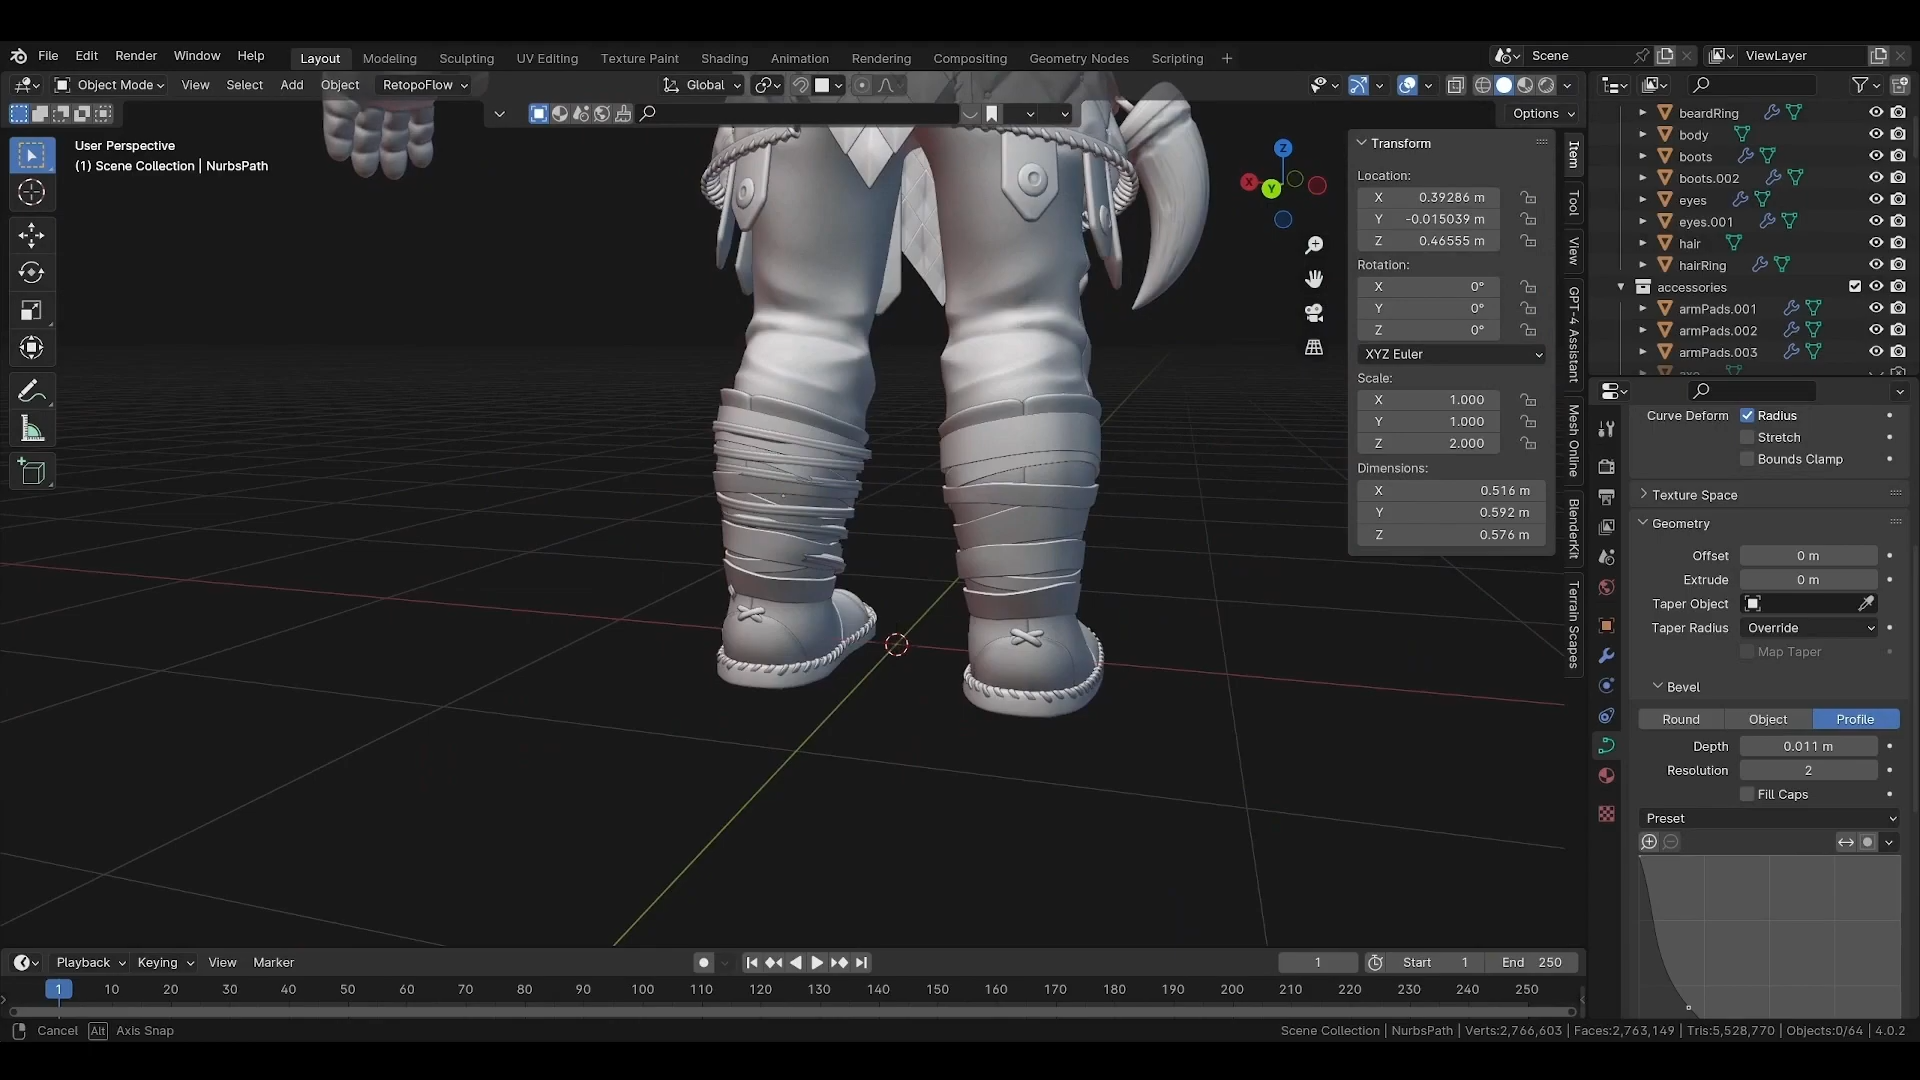 File Edit Render Window Help Layout Modeling Sculpting UV Editing Texture Paint Shading Animation Rendering Compositing Geometry Nodes Scripting + Scene ViewLayer
Object Mode View Select Add Object RetopoFlow Global
Options
User Perspective
(1) Scene Collection | NurbsPath
Transform
Location:
X 0.39286 m
Y -0.015039 m
Z 0.46555 m
Rotation:
X 0°
Y 0°
Z 0°
XYZ Euler
Scale:
X 1.000
Y 1.000
Z 2.000
Dimensions:
X 0.516 m
Y 0.592 m
Z 0.576 m
Item
Tool
View
GPT-4 Assistant
Mesh Online
BlenderKit
Terrain Scapes
Z
X
Y
beardRing
body
boots
boots.002
eyes
eyes.001
hair
hairRing
accessories
armPads.001
armPads.002
armPads.003
Curve Deform Radius
Stretch
Bounds Clamp
Texture Space
Geometry
Offset 0 m
Extrude 0 m
Taper Object
Taper Radius Override
Map Taper
Bevel
Round Object Profile
Depth 0.011 m
Resolution 2
Fill Caps
Preset
Playback Keying View Marker 1 Start 1 End 250
1 10 20 30 40 50 60 70 80 90 100 110 120 130 140 150 160 170 180 190 200 210 220 230 240 250
Cancel Alt Axis Snap Scene Collection | NurbsPath | Verts:2,766,603 | Faces:2,763,149 | Tris:5,528,770 | Objects:0/64 | 4.0.2